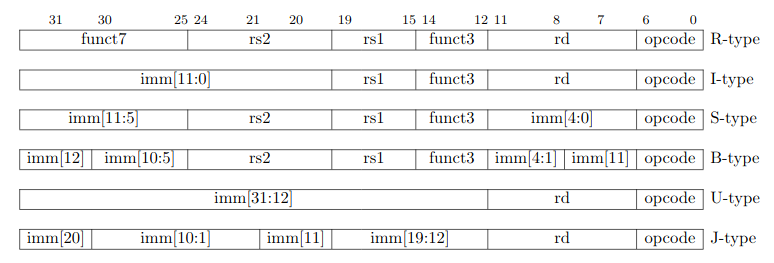 31 30 25 24 21 20 19 15 14 12 11 8 7 6 0
funct7 rs2 rs1 funct3 rd opcode R-type
imm[11:0] rs1 funct3 rd opcode I-type
imm[11:5] rs2 rs1 funct3 imm[4:0] opcode S-type
imm[12] imm[10:5] rs2 rs1 funct3 imm[4:1] imm[11] opcode B-type
imm[31:12] rd opcode U-type
imm[20] imm[10:1] imm[11] imm[19:12] rd opcode J-type